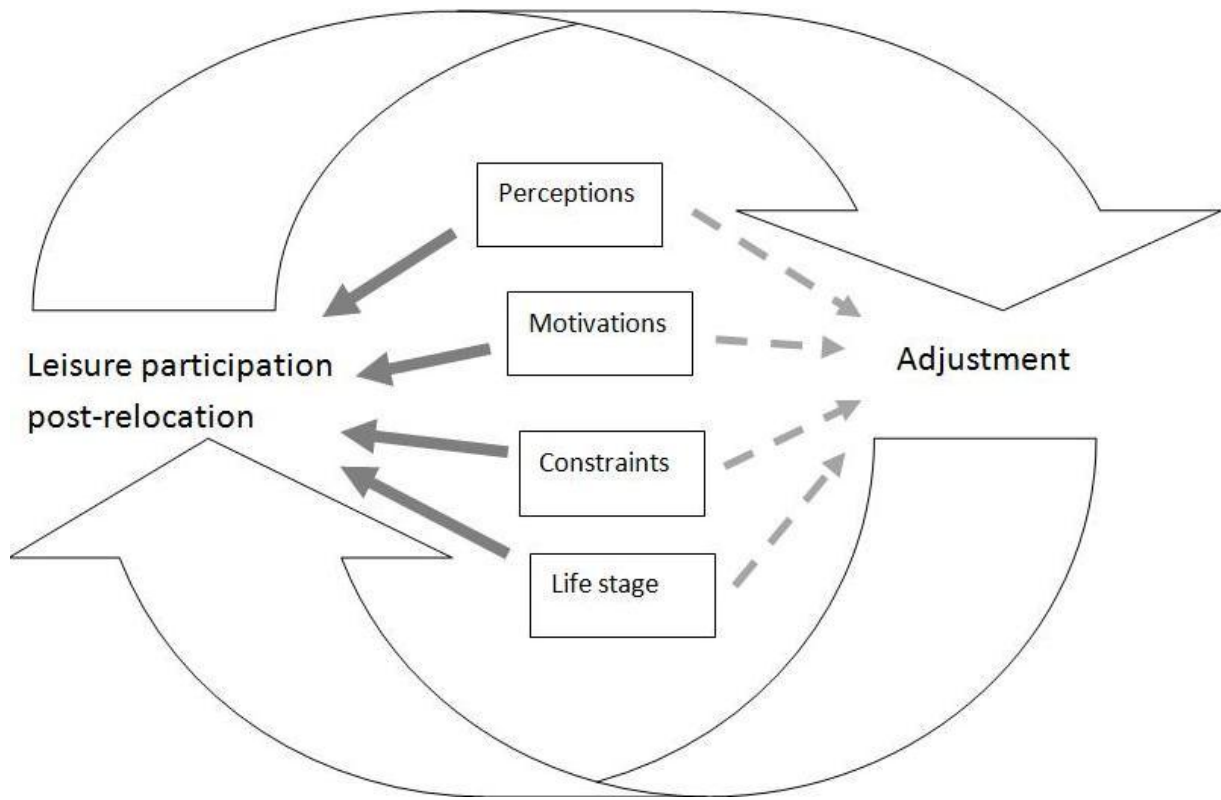 Perceptions
Motivations
Leisure participation
post-relocation
Adjustment
Constraints
Life stage